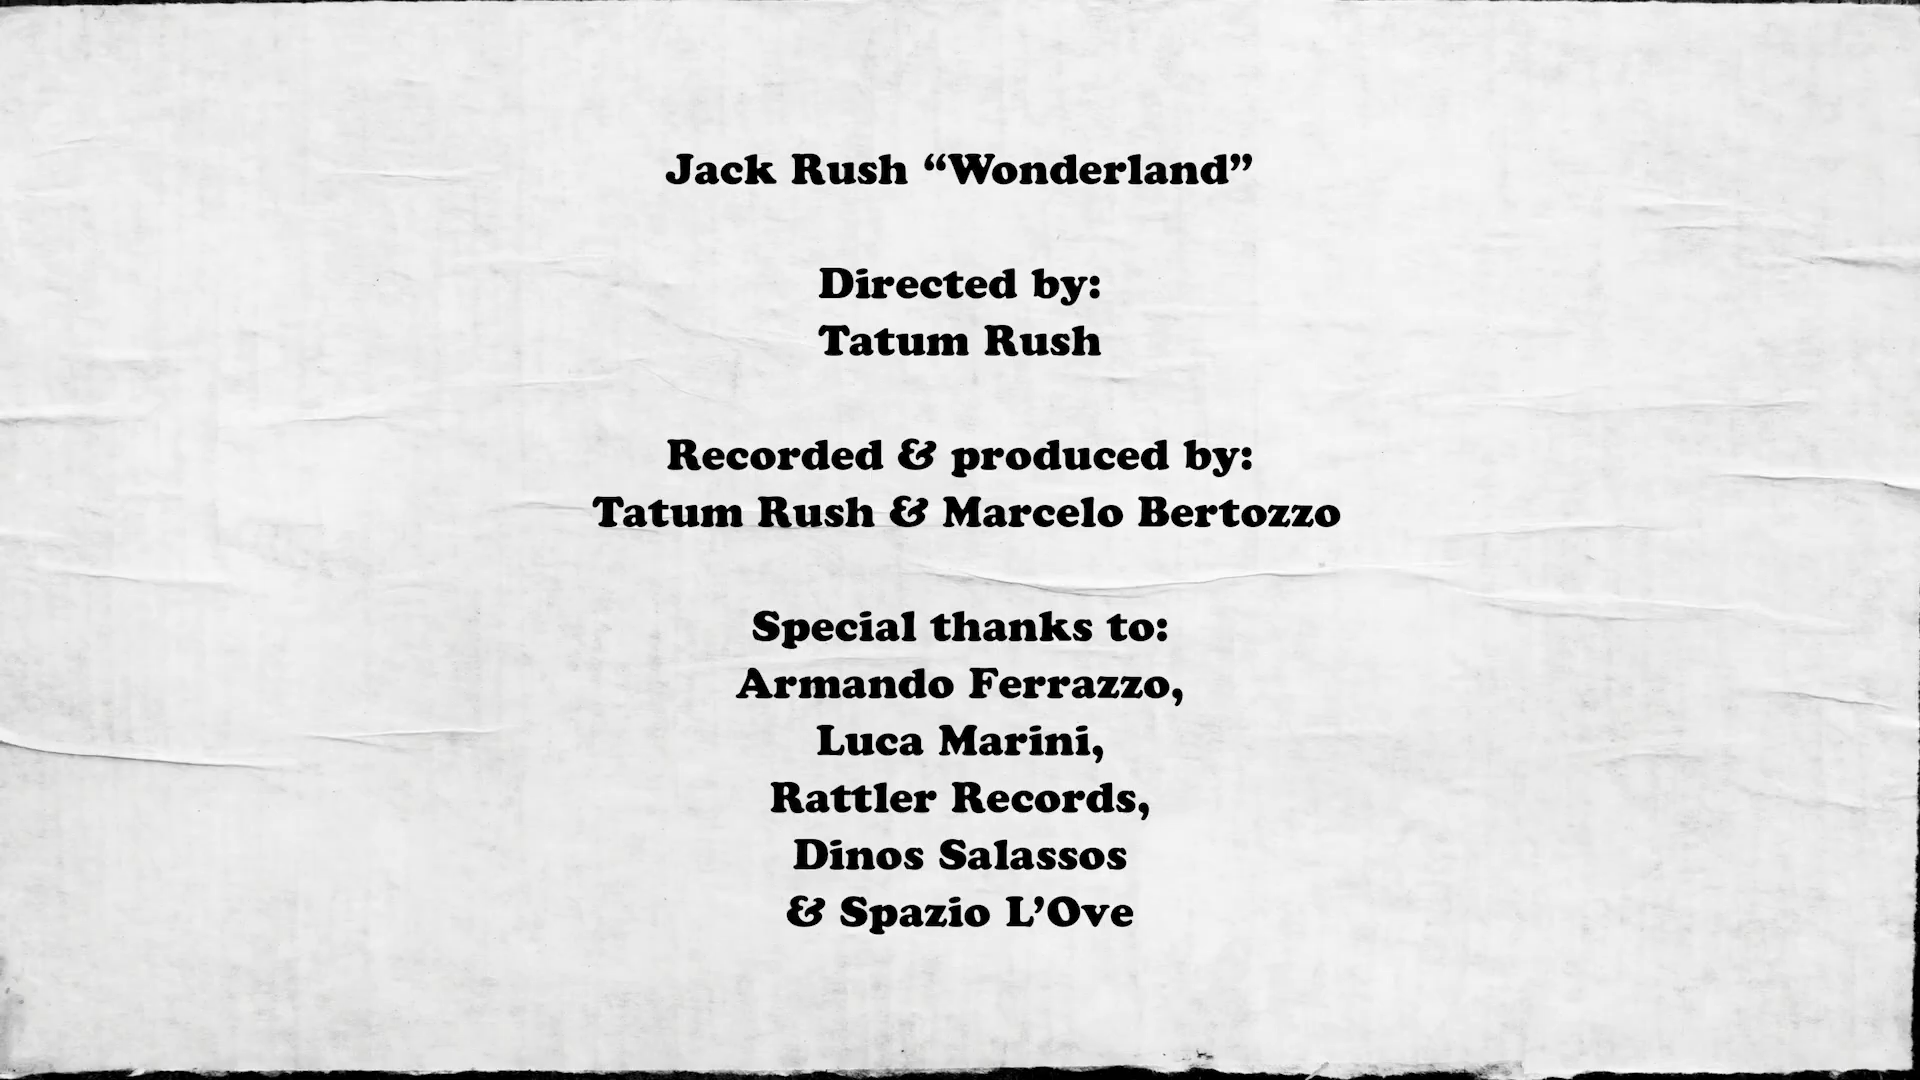 Jack Rush “Wonderland”
Directed by:
Tatum Rush
Recorded & produced by:
Tatum Rush & Marcelo Bertozzo
Special thanks to:
Armando Ferrazzo,
Luca Marini,
Rattler Records,
Dinos Salassos
& Spazio L’Ove